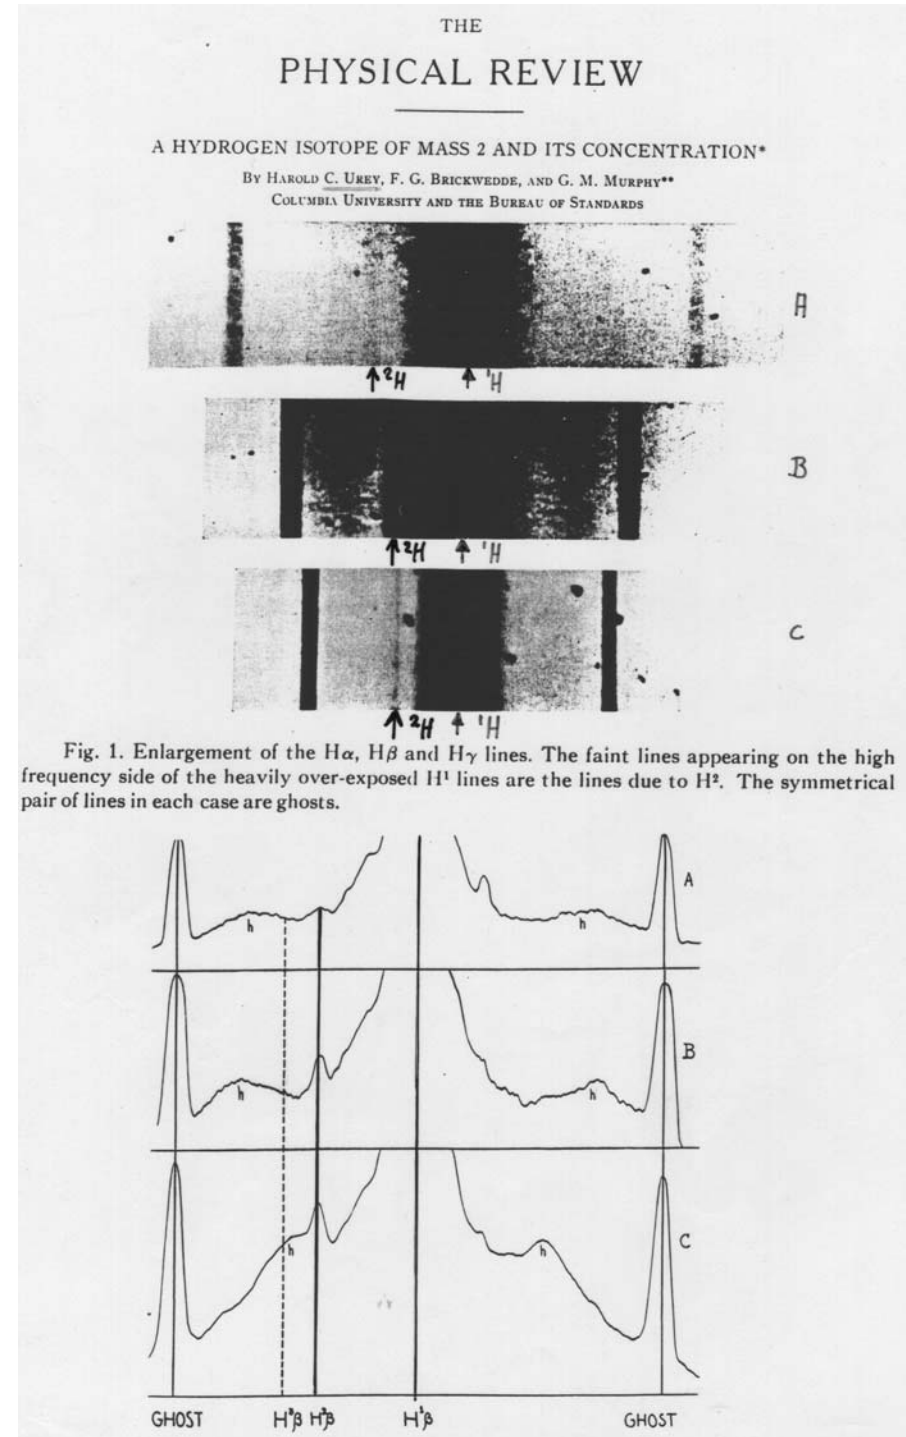 THE
PHYSICAL REVIEW
A HYDROGEN ISOTOPE OF MASS 2 AND ITS CONCENTRATION*
BY HAROLD C. UREY, F. G. BRICKWEDDE, AND G. M. MURPHY**
COLUMBIA UNIVERSITY AND THE BUREAU OF STANDARDS
A
²H ¹H
B
²H ¹H
C
²H ¹H
Fig. 1. Enlargement of the Hα, Hβ and Hγ lines. The faint lines appearing on the high
frequency side of the heavily over-exposed H¹ lines are the lines due to H². The symmetrical
pair of lines in each case are ghosts.
A
h h
B
h h
C
h h
GHOST H³β H²β H¹β GHOST